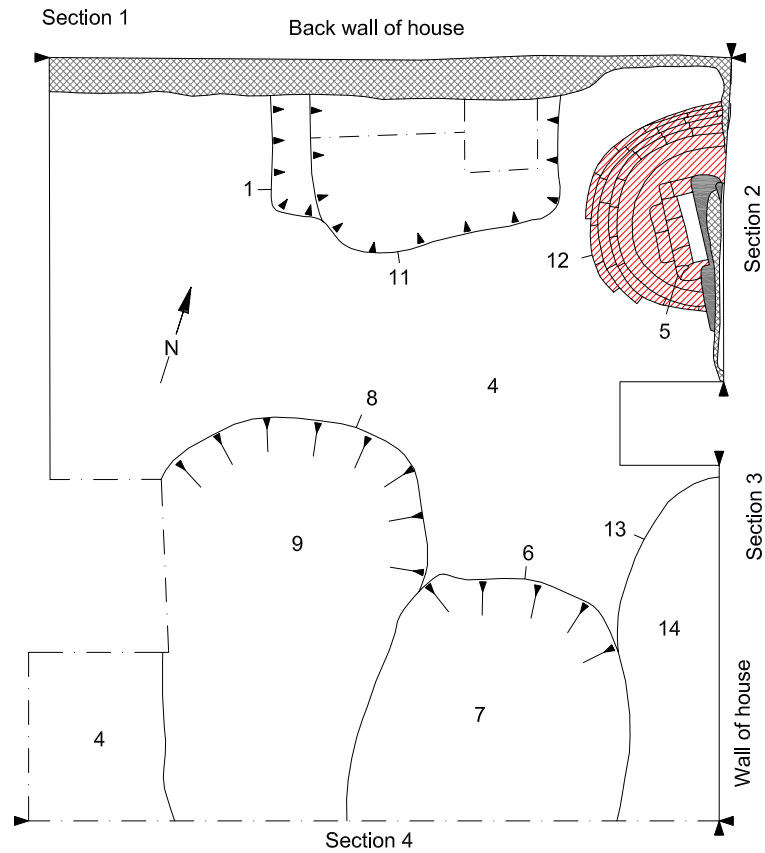 Section 1
Back wall of house
1
Section 2
12
11
5
N
4
8
Section 3
13
9
6
14
7
4
Wall of house
Section 4